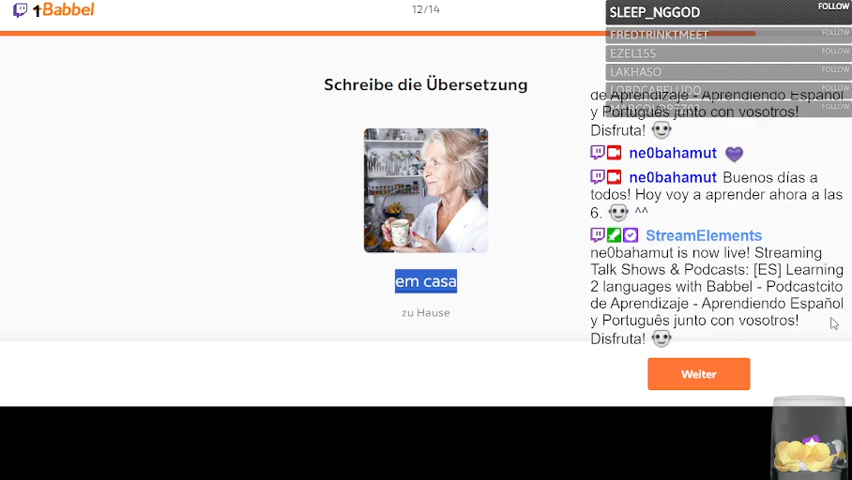 Babbel
12/14
Schreibe die Übersetzung
em casa
zu Hause
Weiter
SLEEP_NGGOD FOLLOW
FREDTRINKTMEET FOLLOW
EZEL155 FOLLOW
LAKHASO FOLLOW
LORDCABELUDO FOLLOW
FOLLOW
de Aprendizaje - Aprendiendo Español
y Portugués junto con vosotros!
Disfruta!
ne0bahamut
ne0bahamut Buenos días a
todos! Hoy voy a aprender ahora a las
6. ^^
StreamElements
ne0bahamut is now live! Streaming
Talk Shows & Podcasts: [ES] Learning
2 languages with Babbel - Podcastcito
de Aprendizaje - Aprendiendo Español
y Portugués junto con vosotros!
Disfruta!